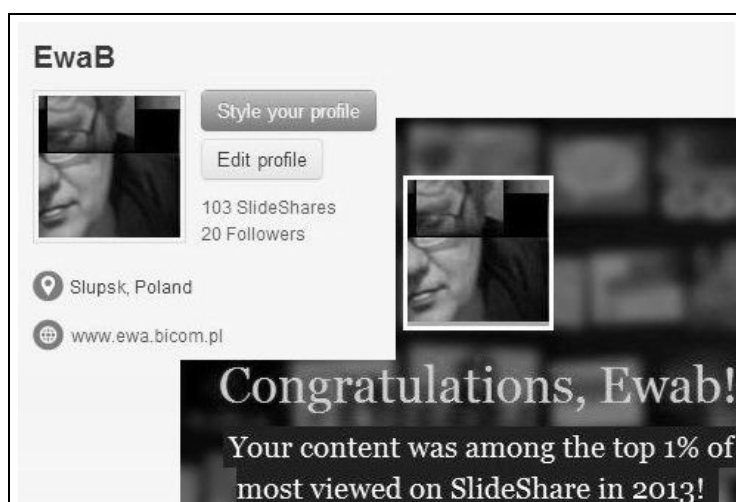 EwaB
Style your profile
Edit profile
103 SlideShares
20 Followers
Slupsk, Poland
www.ewa.bicom.pl
Congratulations, Ewab!
Your content was among the top 1% of
most viewed on SlideShare in 2013!